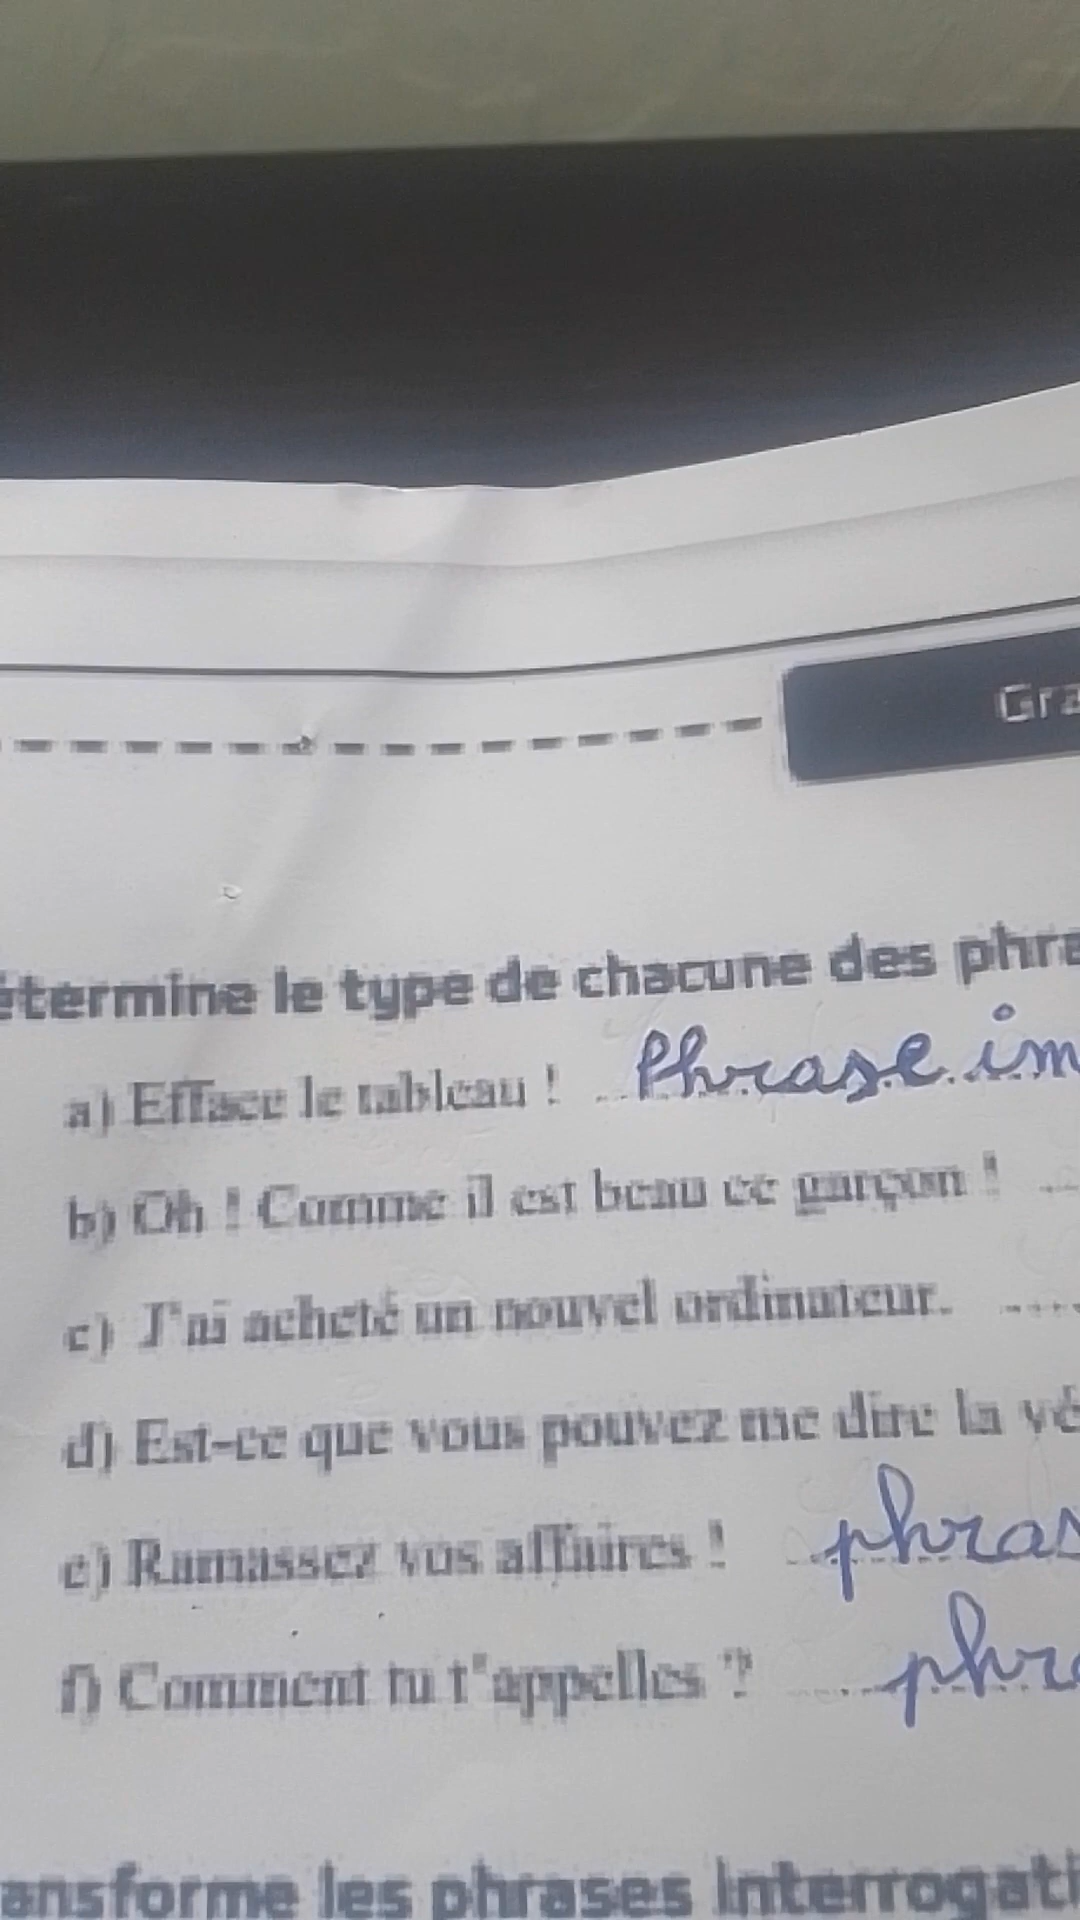 Gra
étermine le type de chacune des phra
a) Efface le tableau ! Phrase im
b) Oh ! Comme il est beau ce garçon !
c) J'ai acheté un nouvel ordinateur.
d) Est-ce que vous pouvez me dire la vé
e) Ramassez vos affaires ! phras
f) Comment tu t'appelles ? phra
ansforme les phrases interrogati